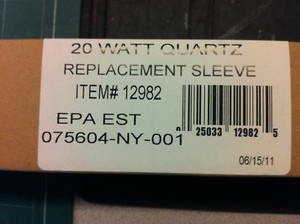 20 WATT QUARTZ
REPLACEMENT SLEEVE
ITEM# 12982
EPA EST
075604-NY-001
0 25033 12982 5
06/15/11